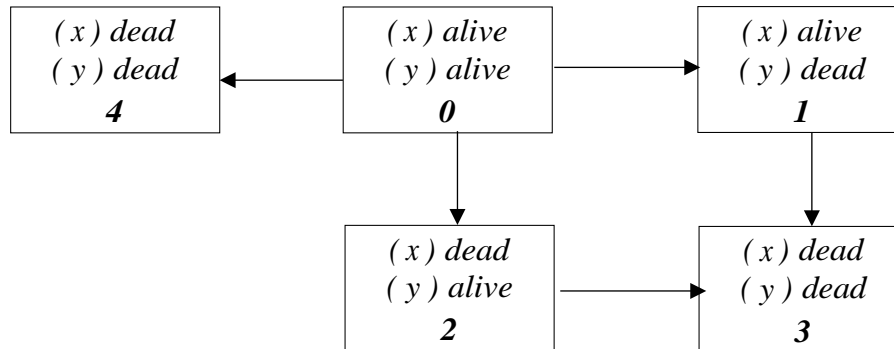 ( x ) dead
( y ) dead
4
( x ) alive
( y ) alive
0
( x ) alive
( y ) dead
1
( x ) dead
( y ) alive
2
( x ) dead
( y ) dead
3